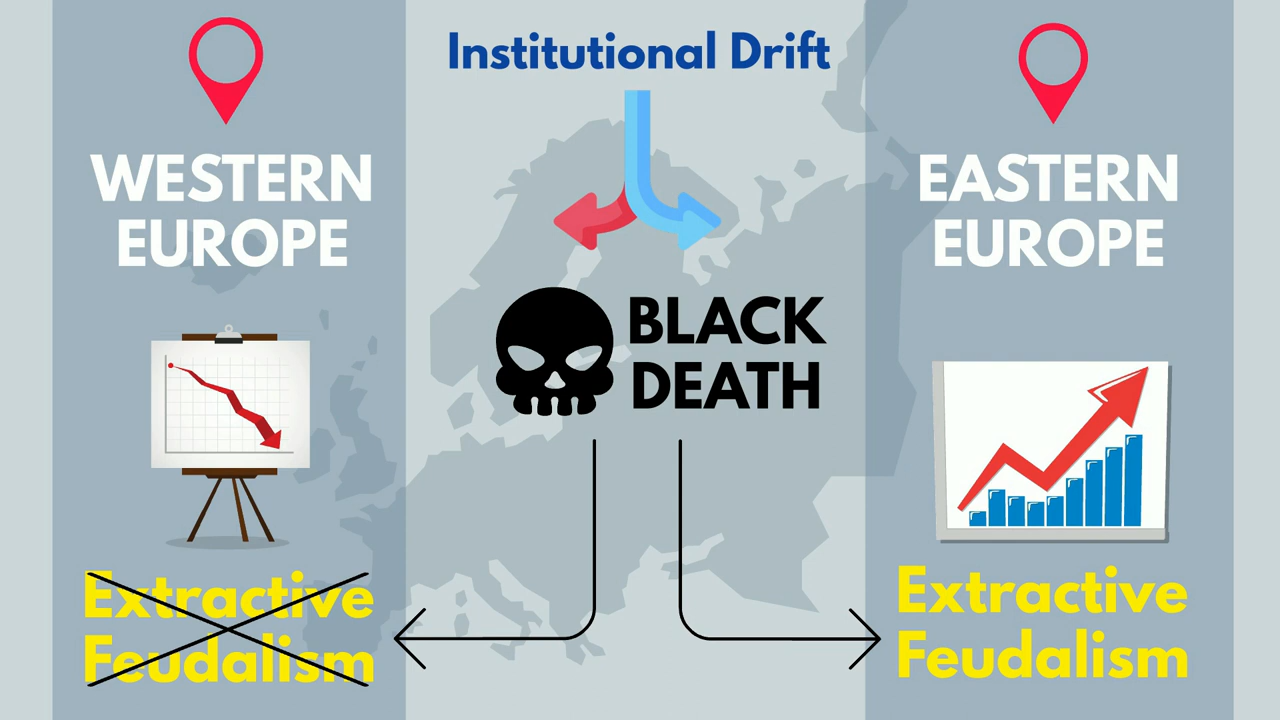 Institutional Drift
WESTERN
EUROPE
BLACK
DEATH
EASTERN
EUROPE
Extractive
Feudalism
Extractive
Feudalism